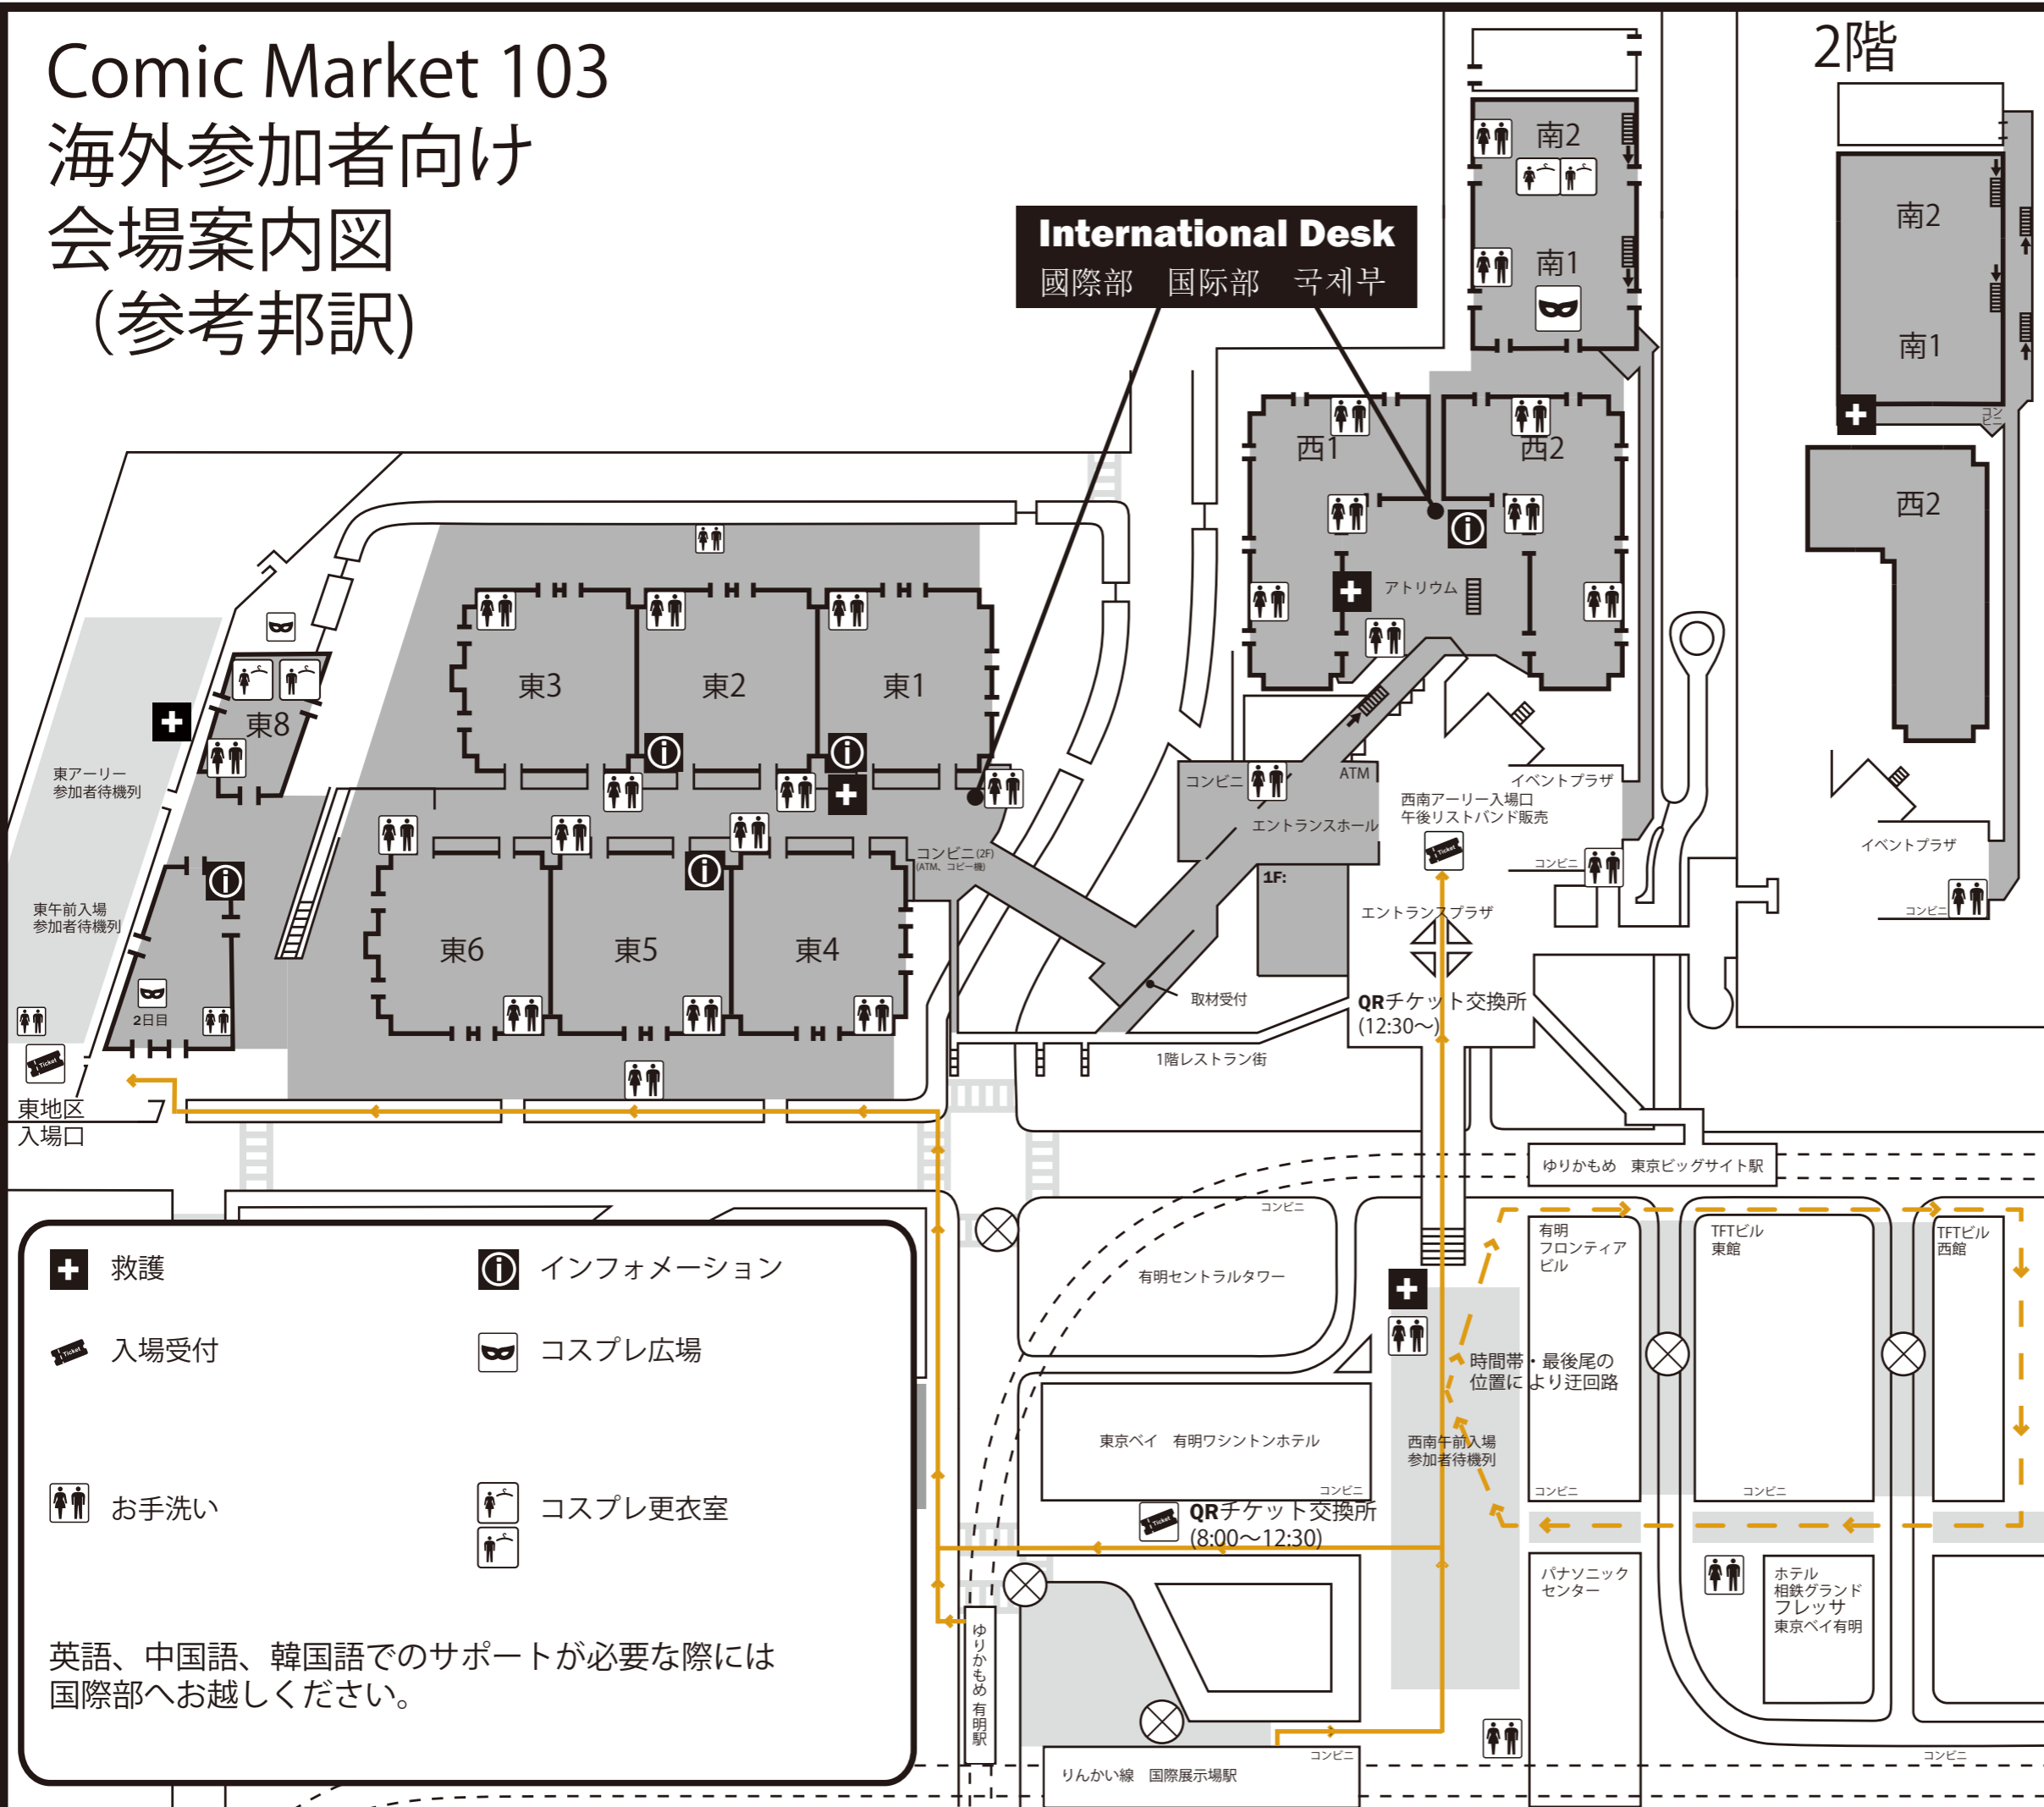 Comic Market 103
海外参加者向け
会場案内図
（参考邦訳)
2階
International Desk
國際部　国际部　국제부
南2
南1
南2
南1
コン
ビニ
西1
西2
西2
アトリウム
東3
東2
東1
東8
東アーリー
参加者待機列
東午前入場
参加者待機列
2日目
東6
東5
東4
コンビニ(2F)
(ATM、コピー機)
コンビニ
ATM
エントランスホール
1F:
イベントプラザ
西南アーリー入場口
午後リストバンド販売
Ticket
コンビニ
エントランスプラザ
イベントプラザ
コンビニ
取材受付
QRチケット交換所
(12:30～)
1階レストラン街
Ticket
東地区
入場口
ゆりかもめ　東京ビッグサイト駅
コンビニ
有明セントラルタワー
有明
フロンティア
ビル
TFTビル
東館
TFTビル
西館
時間帯・最後尾の
位置により迂回路
西南午前入場
参加者待機列
東京ベイ　有明ワシントンホテル
コンビニ
コンビニ
コンビニ
Ticket
QRチケット交換所
(8:00～12:30)
パナソニック
センター
ホテル
相鉄グランド
フレッサ
東京ベイ有明
ゆりかもめ 有明駅
りんかい線　国際展示場駅
コンビニ
コンビニ
救護
インフォメーション
Ticket
入場受付
コスプレ広場
お手洗い
コスプレ更衣室
英語、中国語、韓国語でのサポートが必要な際には
国際部へお越しください。